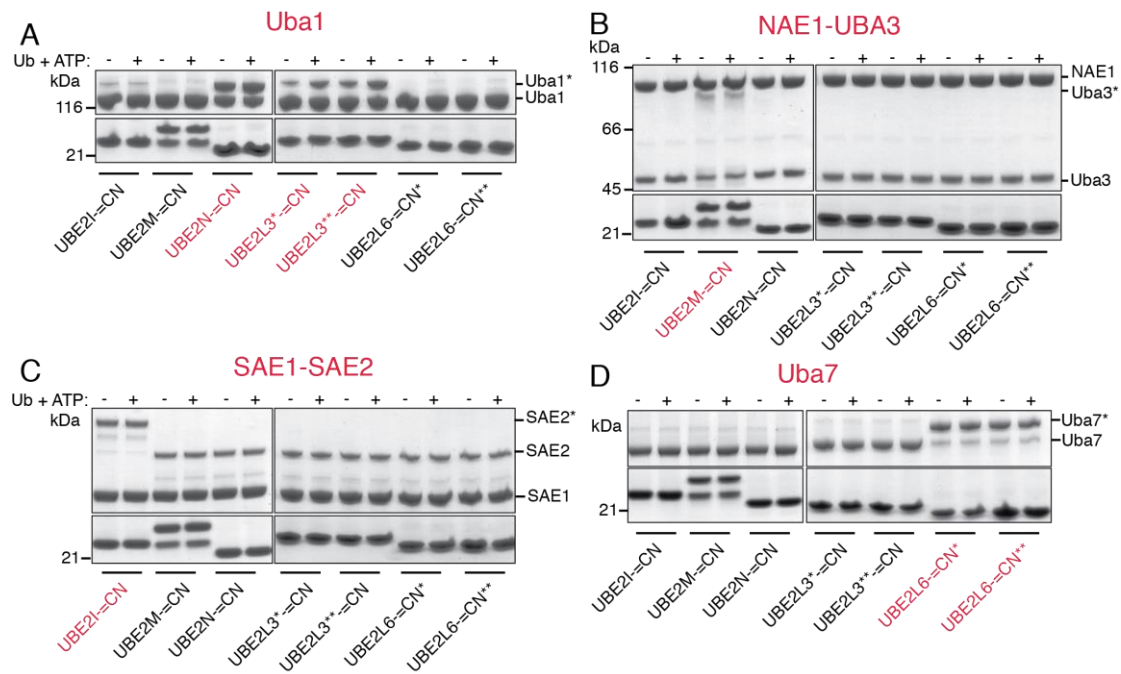 A
Uba1
Ub + ATP: - + - + - + - + - + - + - +
kDa
Uba1*
Uba1
116
21
UBE2I-=CN
UBE2M-=CN
UBE2N-=CN
UBE2L3*-=CN
UBE2L3**-=CN
UBE2L6-=CN*
UBE2L6-=CN**
B
NAE1-UBA3
kDa
- + - + - + - + - + - + - +
116
NAE1
Uba3*
66
Uba3
45
21
UBE2I-=CN
UBE2M-=CN
UBE2N-=CN
UBE2L3*-=CN
UBE2L3**-=CN
UBE2L6-=CN*
UBE2L6-=CN**
C
SAE1-SAE2
Ub + ATP: - + - + - + - + - + - + - +
kDa
SAE2*
SAE2
SAE1
21
UBE2I-=CN
UBE2M-=CN
UBE2N-=CN
UBE2L3*-=CN
UBE2L3**-=CN
UBE2L6-=CN*
UBE2L6-=CN**
D
Uba7
- + - + - + - + - + - + - +
kDa
Uba7*
Uba7
21
UBE2I-=CN
UBE2M-=CN
UBE2N-=CN
UBE2L3*-=CN
UBE2L3**-=CN
UBE2L6-=CN*
UBE2L6-=CN**